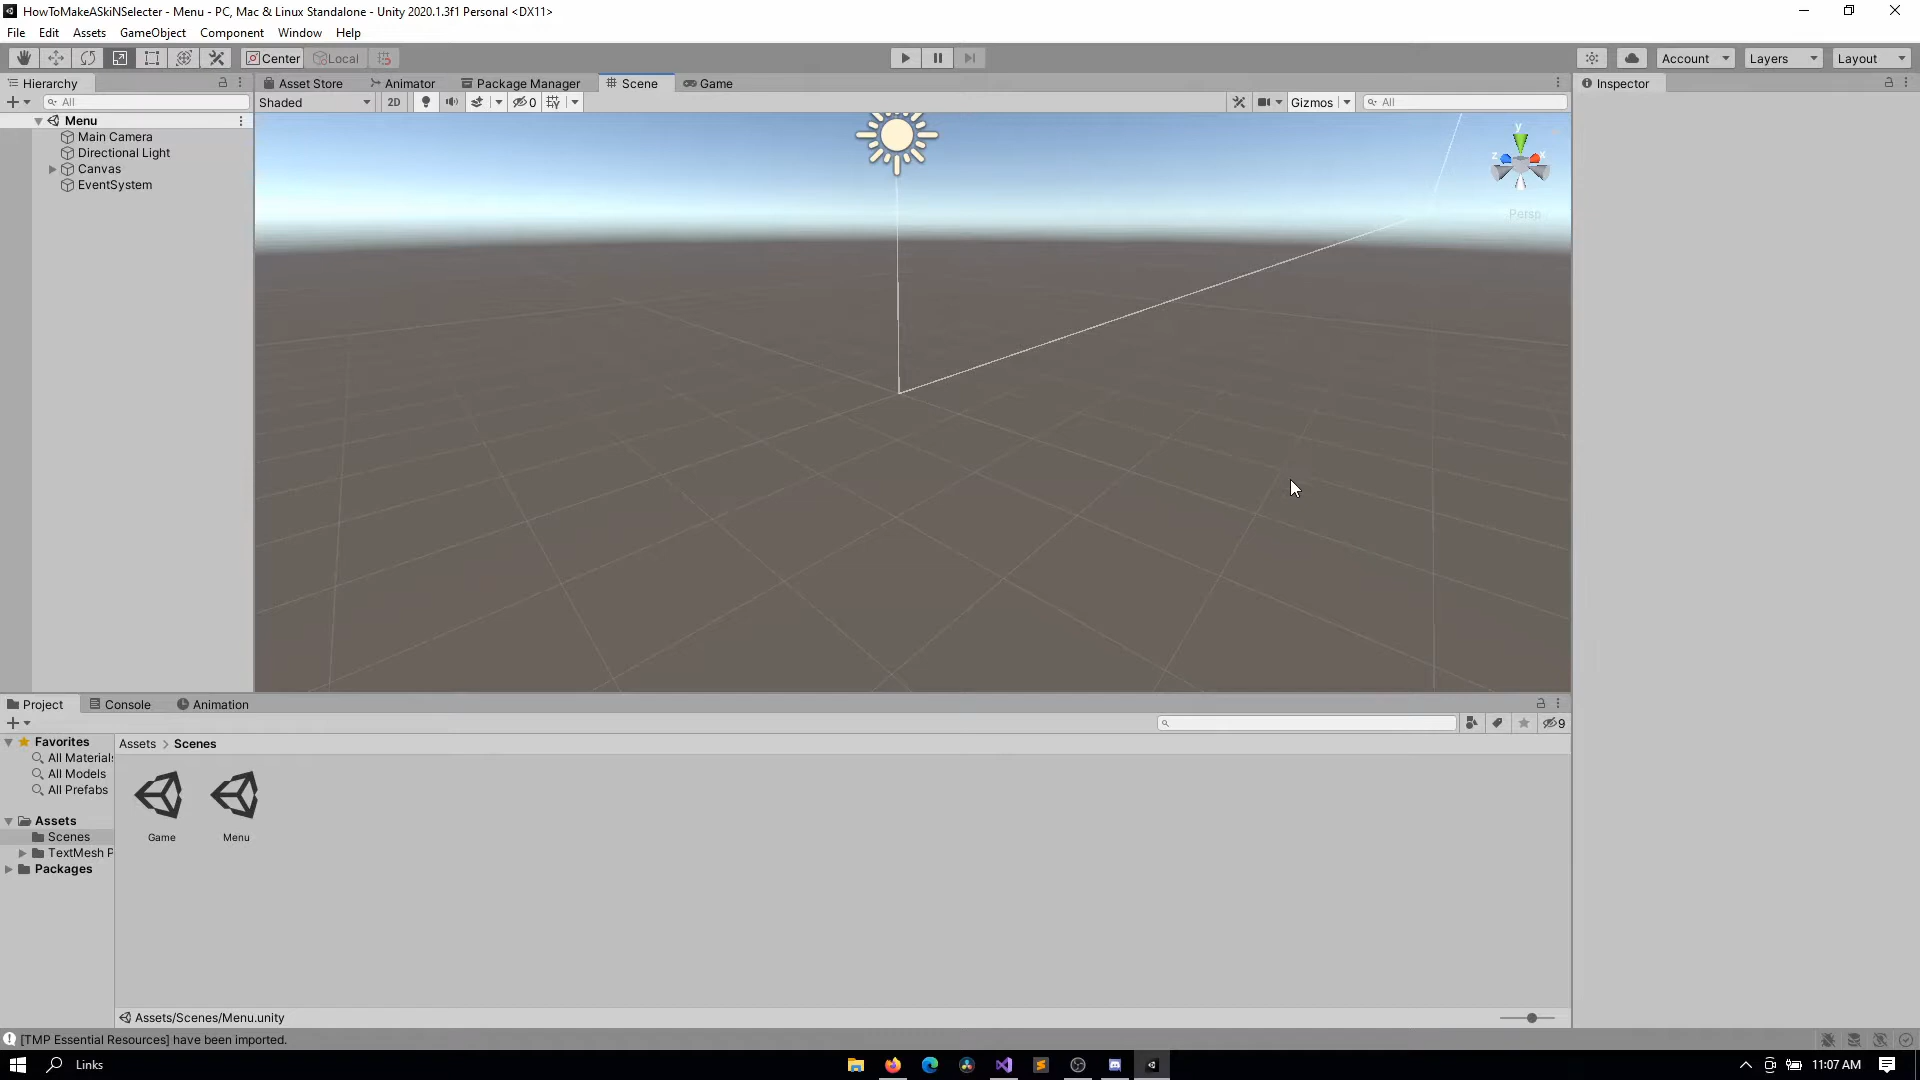 HowToMakeASkiNSelecter - Menu - PC, Mac & Linux Standalone - Unity 2020.1.3f1 Personal <DX11>
File Edit Assets GameObject Component Window Help
Center Local Account Layers Layout
Hierarchy Asset Store Animator Package Manager Scene Game Inspector
All Shaded 2D 0 Gizmos All
Menu
Main Camera
Directional Light
Canvas
EventSystem
y
z x
Persp
Project Console Animation
9
Favorites
All Materials
All Models
All Prefabs
Assets
Scenes
TextMesh P
Packages
Assets > Scenes
Game Menu
Assets/Scenes/Menu.unity
[TMP Essential Resources] have been imported.
Links 11:07 AM